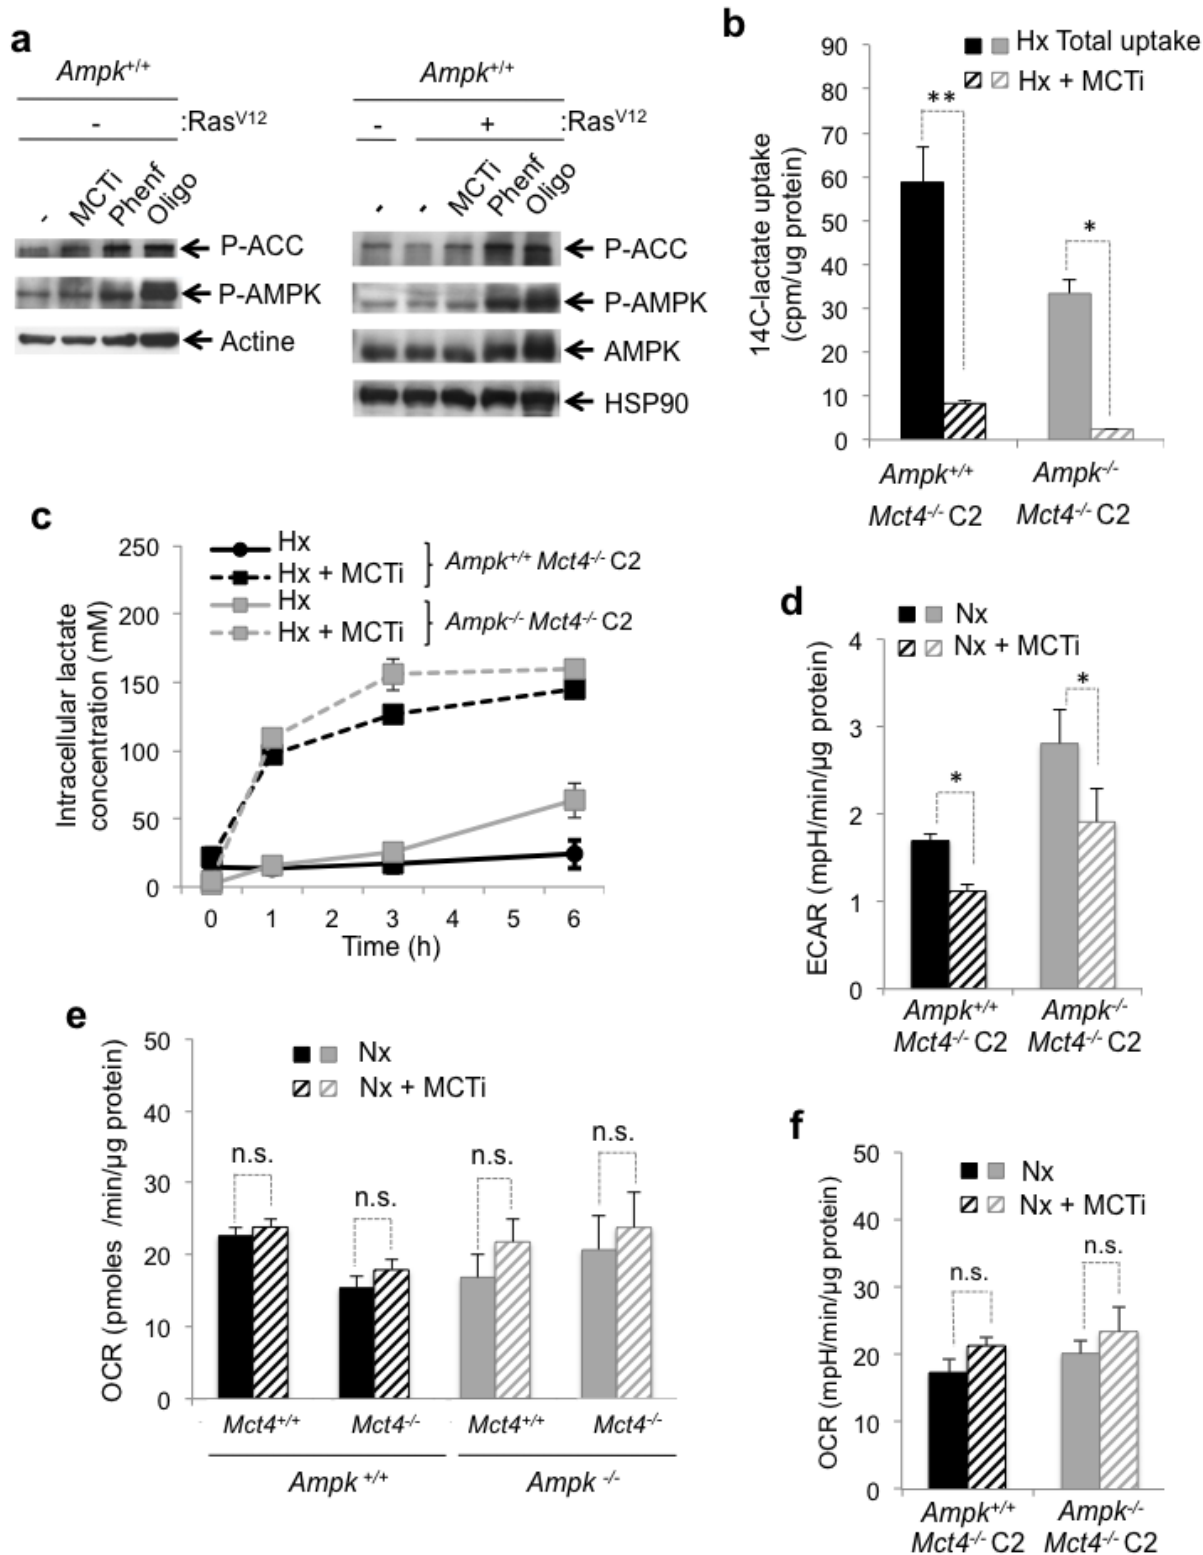 a
Ampk+/+
-
:RasV12
-
MCTi
Phenf
Oligo
P-ACC
P-AMPK
Actine
Ampk+/+
-
+
:RasV12
-
-
MCTi
Phenf
Oligo
P-ACC
P-AMPK
AMPK
HSP90
b
14C-lactate uptake
(cpm/ug protein)
90
80
70
60
50
40
30
20
10
0
Hx Total uptake
Hx + MCTi
**
*
Ampk+/+
Mct4-/- C2
Ampk-/-
Mct4-/- C2
c
Intracellular lactate
concentration (mM)
250
200
150
100
50
0
Hx
Hx + MCTi
Ampk+/+ Mct4-/- C2
Hx
Hx + MCTi
Ampk-/- Mct4-/- C2
0 1 2 3 4 5 6
Time (h)
d
ECAR (mpH/min/µg protein)
4
3
2
1
0
Nx
Nx + MCTi
*
*
Ampk+/+
Mct4-/- C2
Ampk-/-
Mct4-/- C2
e
OCR (pmoles /min/µg protein)
50
40
30
20
10
0
Nx
Nx + MCTi
n.s.
n.s.
n.s.
n.s.
Mct4+/+ Mct4-/- Mct4+/+ Mct4-/-
Ampk +/+ Ampk -/-
f
OCR (mpH/min/µg protein)
50
40
30
20
10
0
Nx
Nx + MCTi
n.s.
n.s.
Ampk+/+
Mct4-/- C2
Ampk-/-
Mct4-/- C2